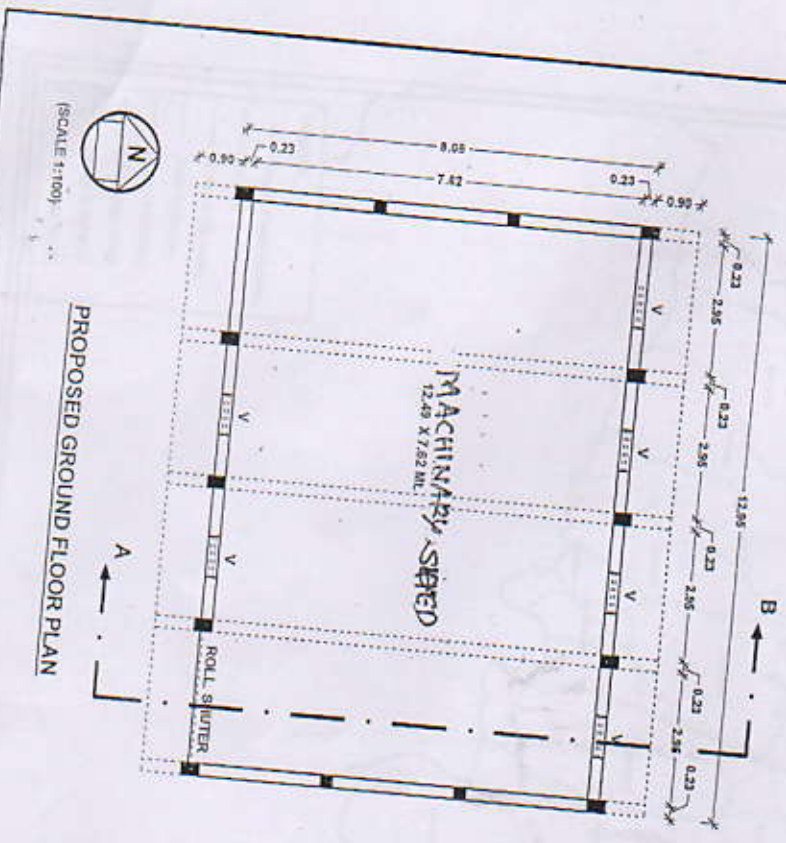 B
12.95
0.23
2.95
0.23
2.95
0.23
2.95
0.23
2.95
0.23
0.90
0.23
7.62
8.08
0.23
0.90
V
V
V
V
MACHINARY SHED
12.49 X 7.62 Mt.
V
V
ROLL SHUTER
A
N
(SCALE 1:100)
PROPOSED GROUND FLOOR PLAN